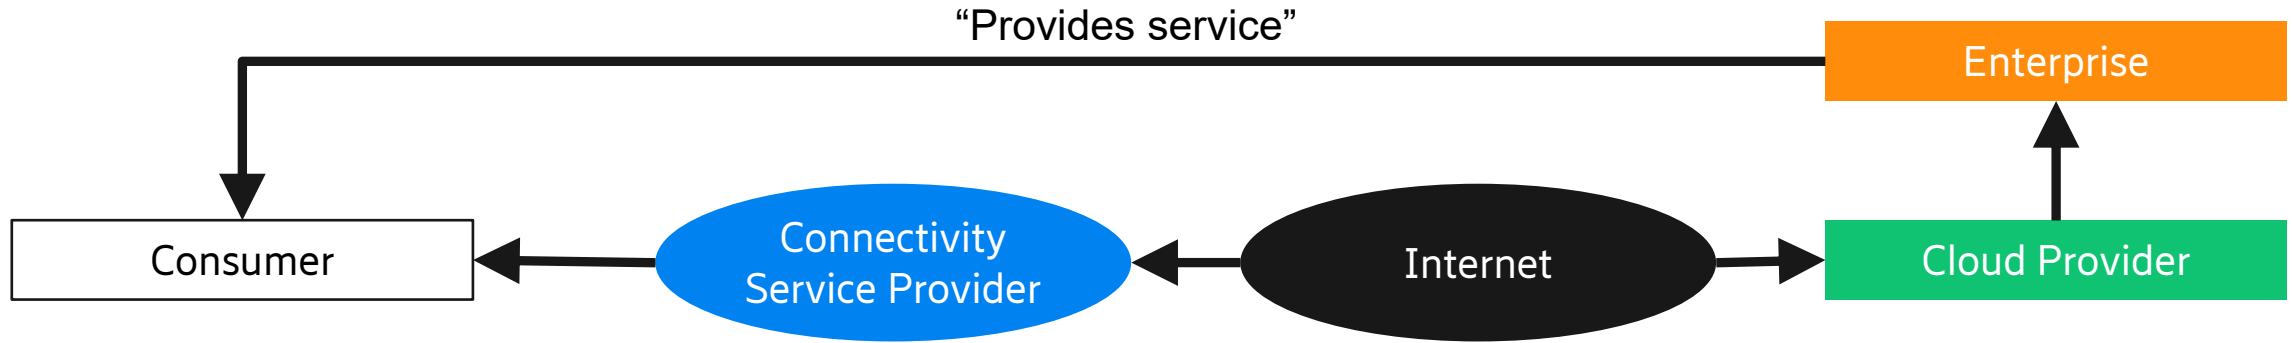 “Provides service”
Enterprise
Consumer
Connectivity
Service Provider
Internet
Cloud Provider